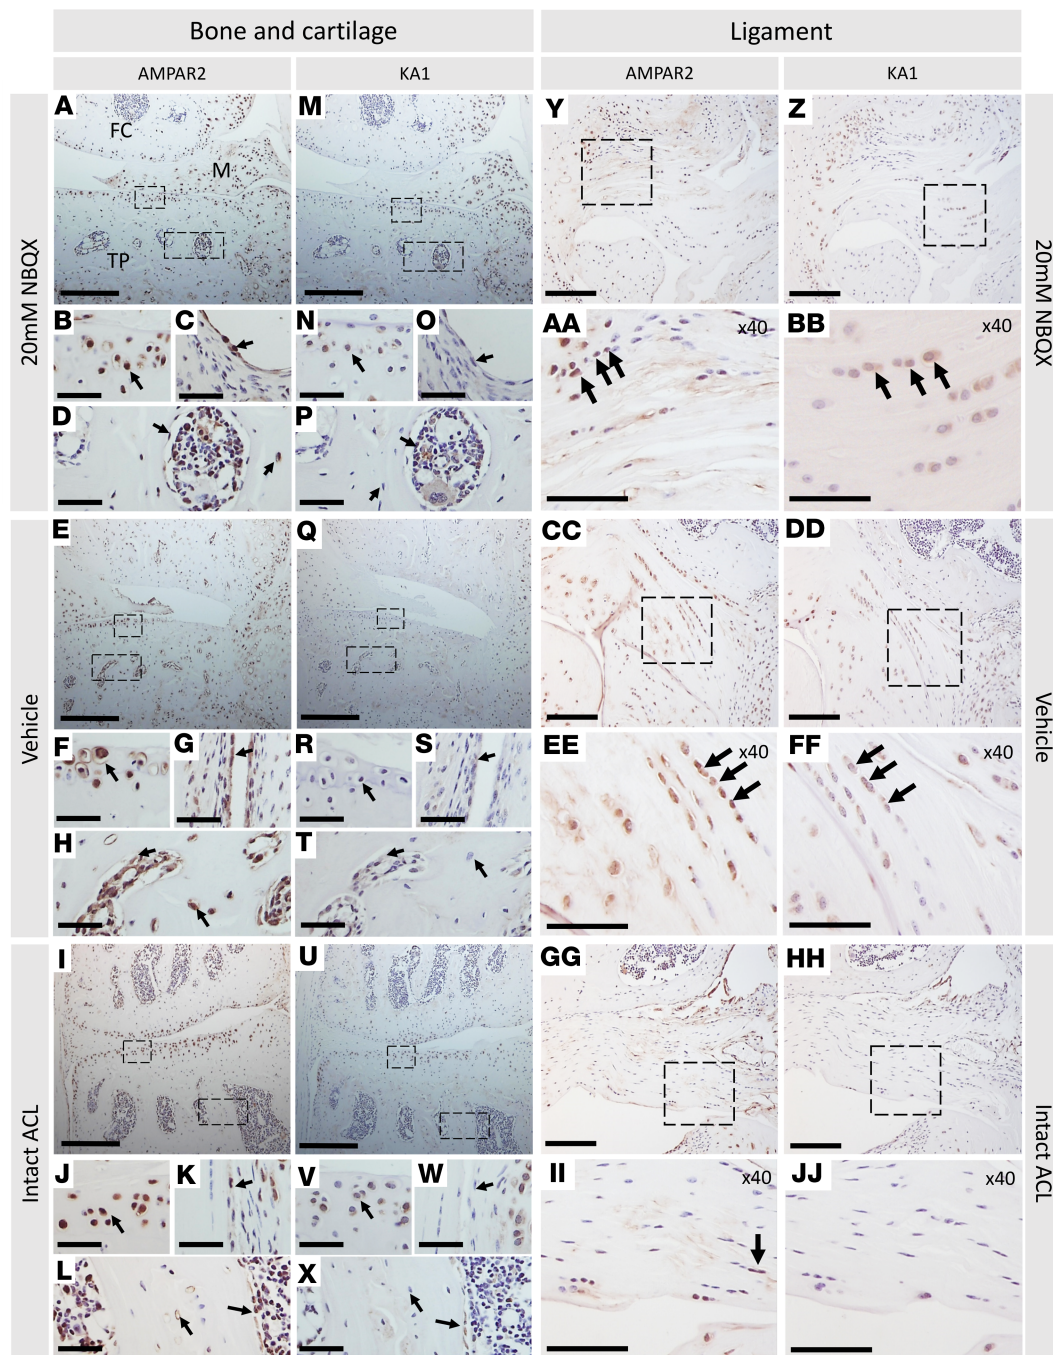 Bone and cartilage
Ligament
AMPAR2
KA1
AMPAR2
KA1
20mM NBQX
A
FC
M
TP
M
Y
Z
20mM NBQX
B
C
N
O
AA
x40
BB
x40
D
P
Vehicle
E
Q
CC
DD
Vehicle
F
G
R
S
EE
x40
FF
x40
H
T
Intact ACL
I
U
GG
HH
Intact ACL
J
K
V
W
II
x40
JJ
x40
L
X